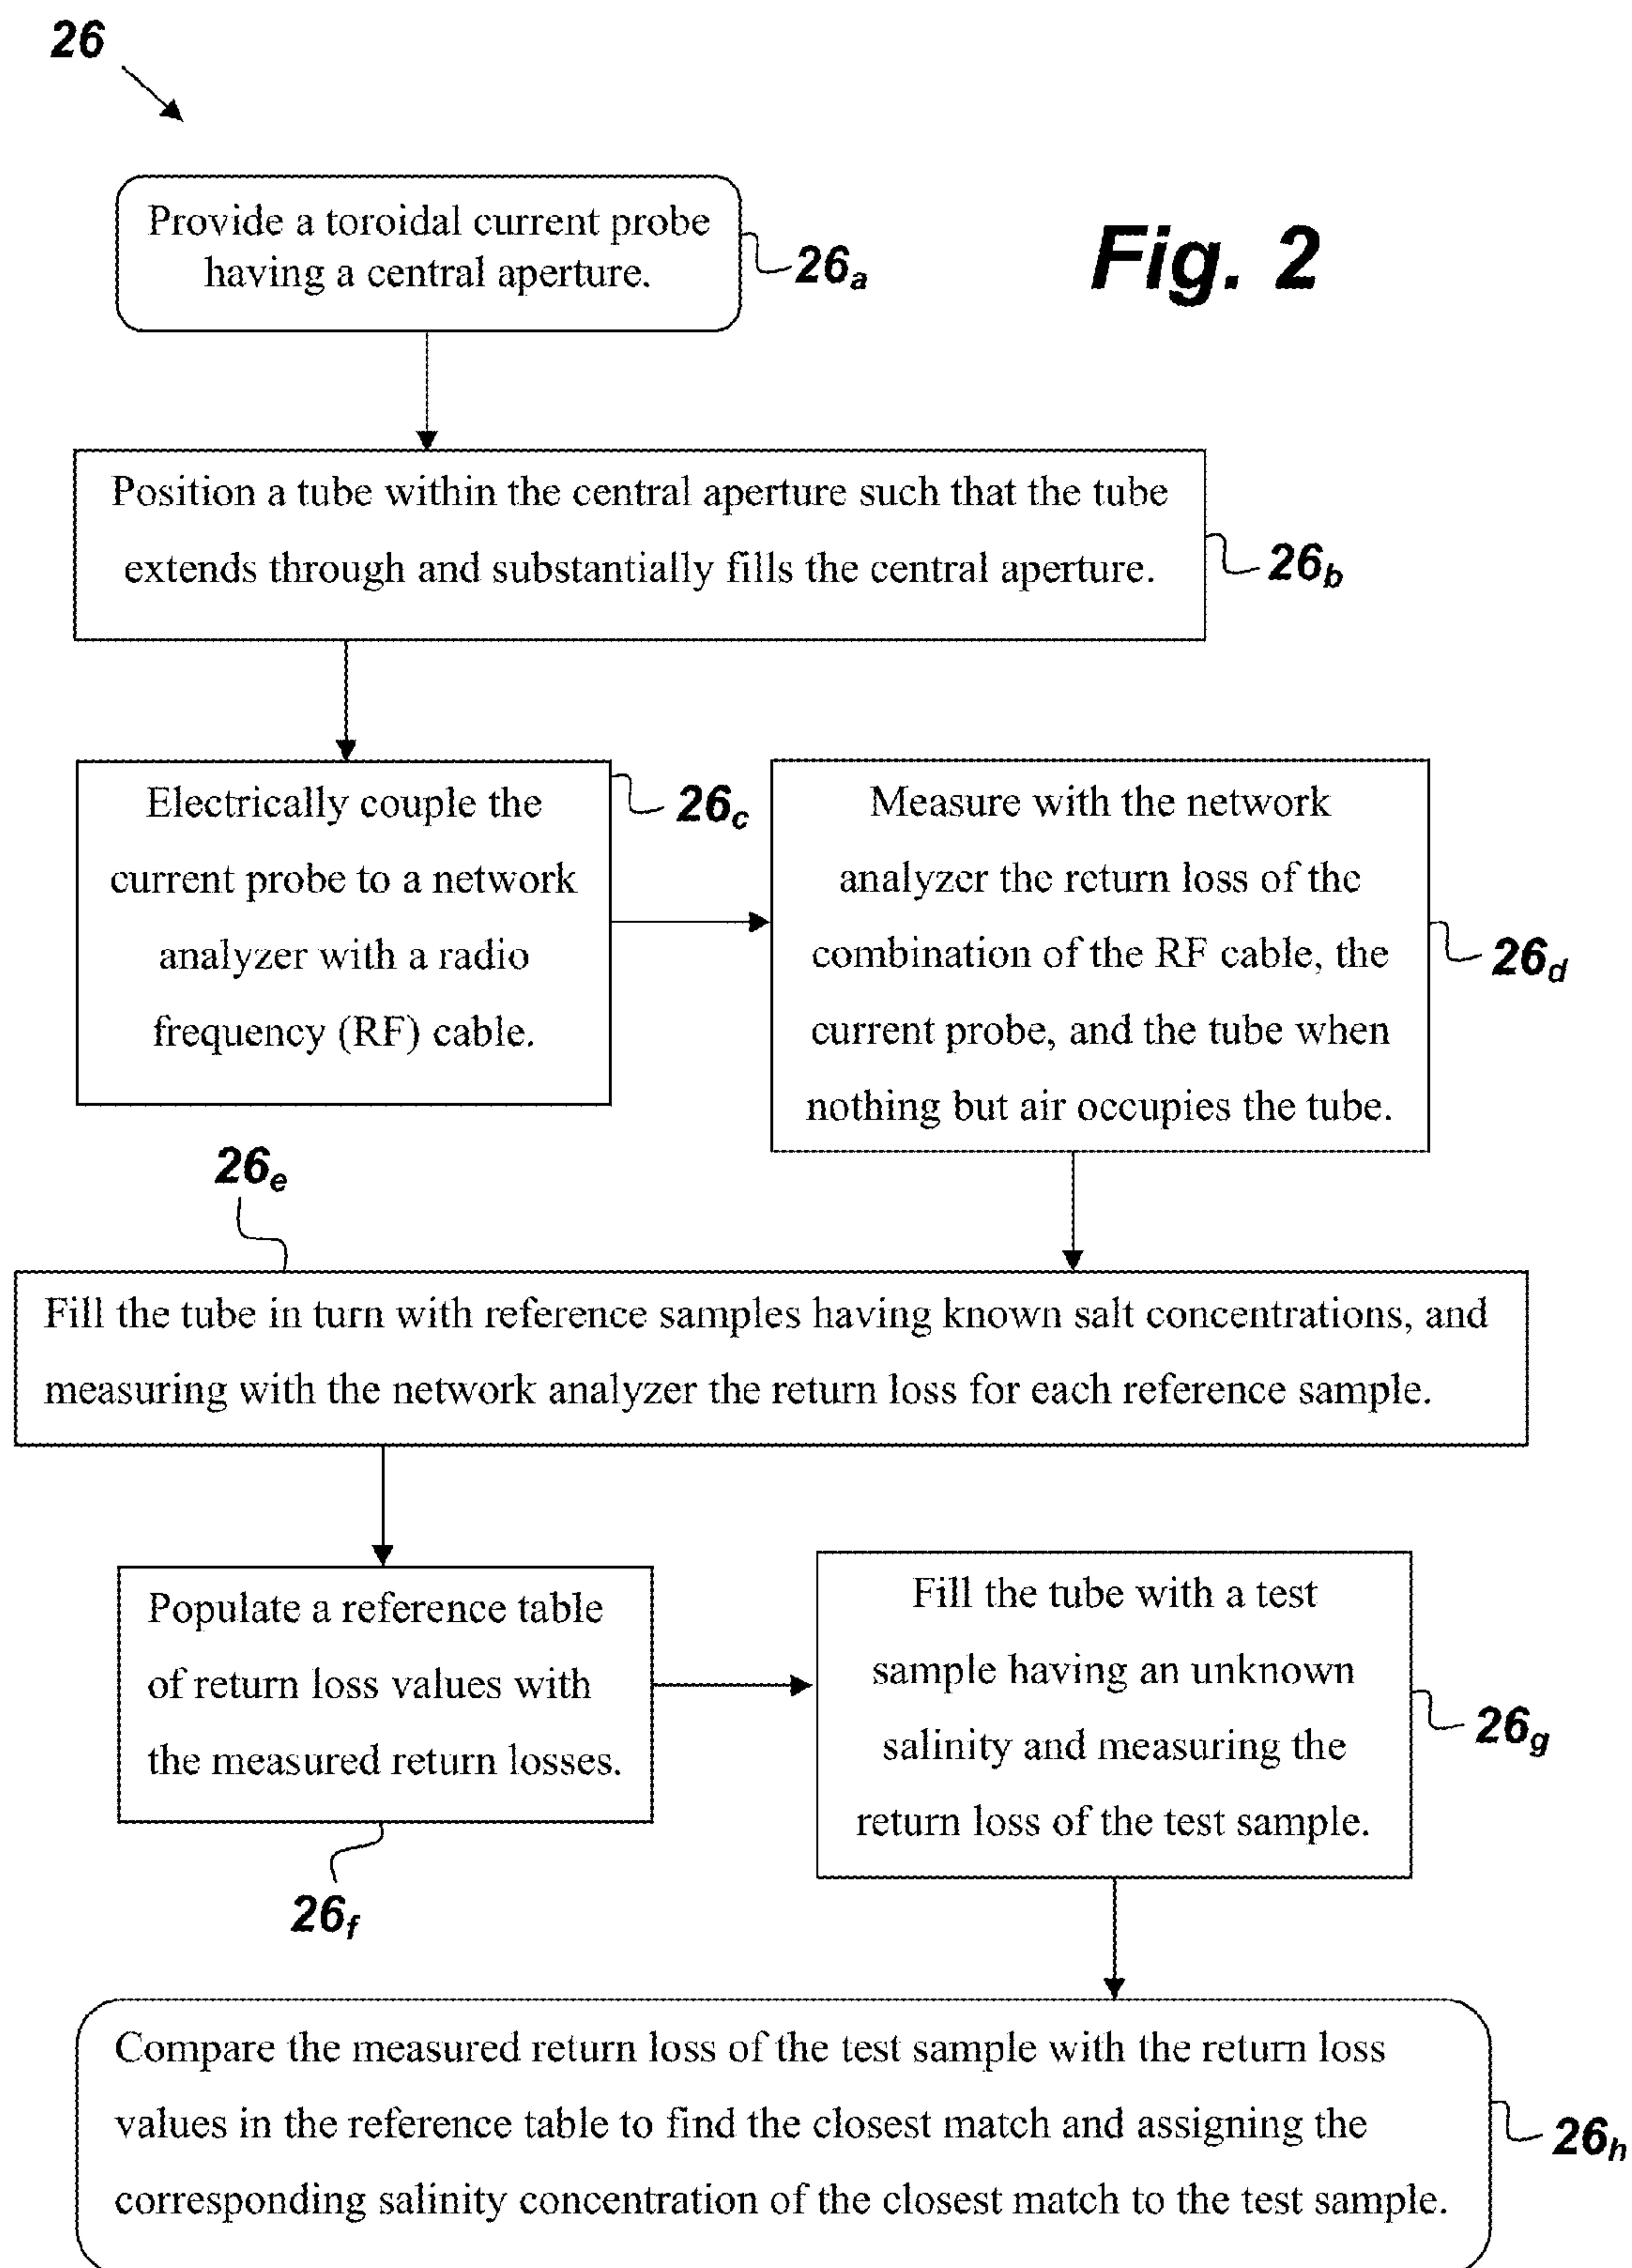 26
Fig. 2
Provide a toroidal current probe
having a central aperture.
26a
Position a tube within the central aperture such that the tube
extends through and substantially fills the central aperture.
26b
Electrically couple the
current probe to a network
analyzer with a radio
frequency (RF) cable.
26c
Measure with the network
analyzer the return loss of the
combination of the RF cable, the
current probe, and the tube when
nothing but air occupies the tube.
26d
26e
Fill the tube in turn with reference samples having known salt concentrations, and
measuring with the network analyzer the return loss for each reference sample.
Populate a reference table
of return loss values with
the measured return losses.
26f
Fill the tube with a test
sample having an unknown
salinity and measuring the
return loss of the test sample.
26g
Compare the measured return loss of the test sample with the return loss
values in the reference table to find the closest match and assigning the
corresponding salinity concentration of the closest match to the test sample.
26h